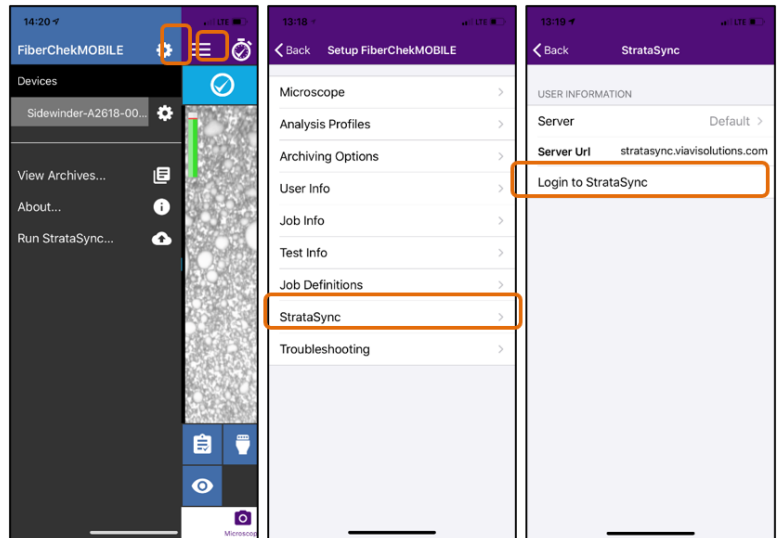 14:20
LTE
FiberChekMOBILE
Devices
Sidewinder-A2618-00...
View Archives...
About...
Run StrataSync...
Microscop
13:18
LTE
Back Setup FiberChekMOBILE
Microscope
Analysis Profiles
Archiving Options
User Info
Job Info
Test Info
Job Definitions
StrataSync
Troubleshooting
13:19
LTE
Back StrataSync
USER INFORMATION
Server Default
Server Url stratasync.viavisolutions.com
Login to StrataSync